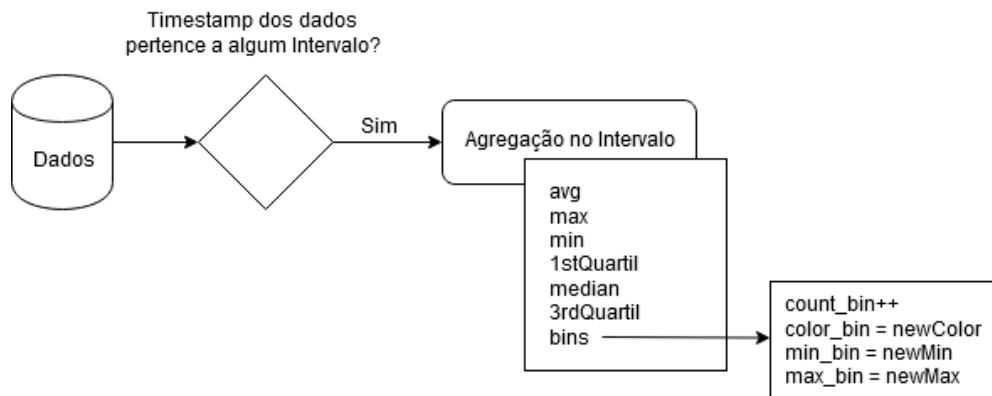 Timestamp dos dados
pertence a algum Intervalo?
Dados
Sim
Agregação no Intervalo
avg
max
min
1stQuartil
median
3rdQuartil
bins
count_bin++
color_bin = newColor
min_bin = newMin
max_bin = newMax